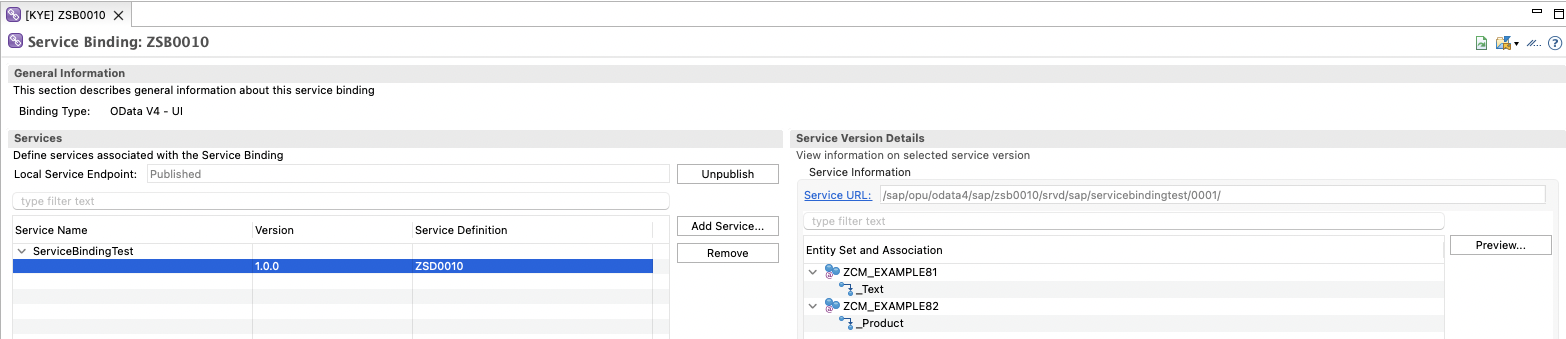 [KYE] ZSB0010
Service Binding: ZSB0010
General Information
This section describes general information about this service binding
Binding Type: OData V4 - UI
Services
Define services associated with the Service Binding
Local Service Endpoint: Published
Unpublish
type filter text
Service Name Version Service Definition
Add Service...
ServiceBindingTest
Remove
1.0.0 ZSD0010
Service Version Details
View information on selected service version
Service Information
Service URL: /sap/opu/odata4/sap/zsb0010/srvd/sap/servicebindingtest/0001/
type filter text
Entity Set and Association
Preview...
ZCM_EXAMPLE81
_Text
ZCM_EXAMPLE82
_Product